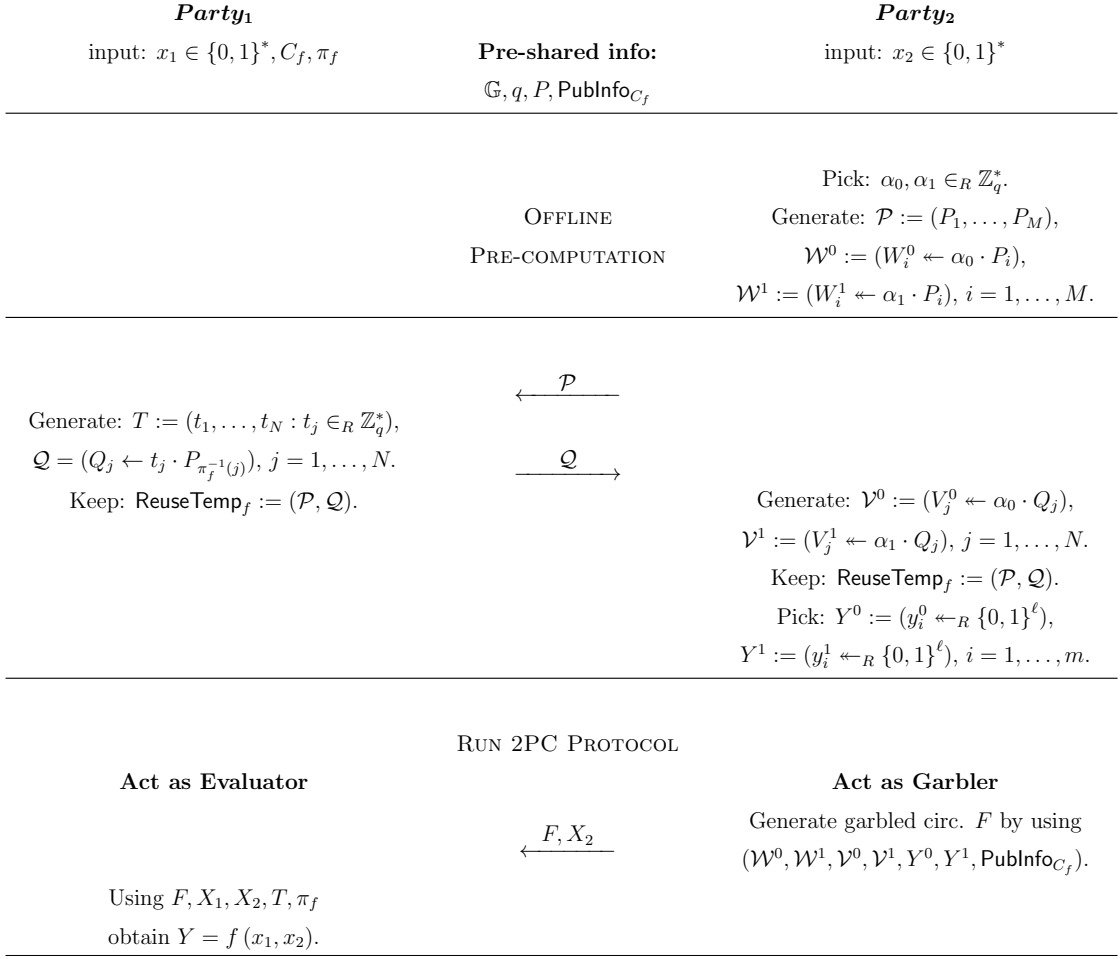 Party₁ Party₂
input: x₁ ∈ {0, 1}*, C_f, π_f Pre-shared info: input: x₂ ∈ {0, 1}*
𝔾, q, P, PubInfo_{C_f}
Pick: α₀, α₁ ∈_R ℤ_q^*.
OFFLINE Generate: 𝒫 := (P₁, . . . , P_M),
PRE-COMPUTATION 𝒲⁰ := (W_i^0 ↞ α₀ · P_i),
𝒲¹ := (W_i^1 ↞ α₁ · P_i), i = 1, . . . , M.
𝒫
←
Generate: T := (t₁, . . . , t_N : t_j ∈_R ℤ_q^*),
𝒬 = (Q_j ← t_j · P_{π_f^{-1}(j)}), j = 1, . . . , N. 𝒬
→
Keep: ReuseTemp_f := (𝒫, 𝒬). Generate: 𝒱⁰ := (V_j^0 ↞ α₀ · Q_j),
𝒱¹ := (V_j^1 ↞ α₁ · Q_j), j = 1, . . . , N.
Keep: ReuseTemp_f := (𝒫, 𝒬).
Pick: Y⁰ := (y_i^0 ↞_R {0, 1}^ℓ),
Y¹ := (y_i^1 ↞_R {0, 1}^ℓ), i = 1, . . . , m.
RUN 2PC PROTOCOL
Act as Evaluator Act as Garbler
Generate garbled circ. F by using
F, X₂
←
(𝒲⁰, 𝒲¹, 𝒱⁰, 𝒱¹, Y⁰, Y¹, PubInfo_{C_f}).
Using F, X₁, X₂, T, π_f
obtain Y = f (x₁, x₂).